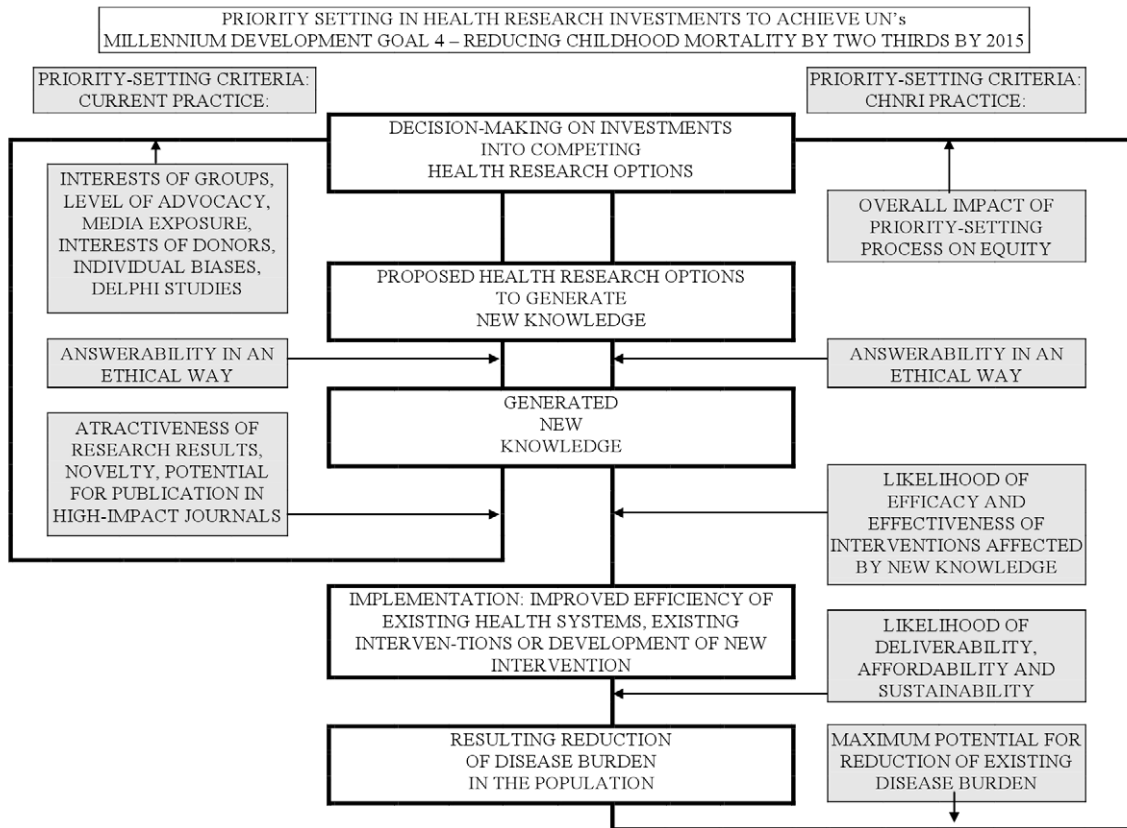 PRIORITY SETTING IN HEALTH RESEARCH INVESTMENTS TO ACHIEVE UN's
MILLENNIUM DEVELOPMENT GOAL 4 – REDUCING CHILDHOOD MORTALITY BY TWO THIRDS BY 2015
PRIORITY-SETTING CRITERIA:
CURRENT PRACTICE:
PRIORITY-SETTING CRITERIA:
CHNRI PRACTICE:
DECISION-MAKING ON INVESTMENTS
INTO COMPETING
HEALTH RESEARCH OPTIONS
INTERESTS OF GROUPS,
LEVEL OF ADVOCACY,
MEDIA EXPOSURE,
INTERESTS OF DONORS,
INDIVIDUAL BIASES,
DELPHI STUDIES
OVERALL IMPACT OF
PRIORITY-SETTING
PROCESS ON EQUITY
PROPOSED HEALTH RESEARCH OPTIONS
TO GENERATE
NEW KNOWLEDGE
ANSWERABILITY IN AN
ETHICAL WAY
ANSWERABILITY IN AN
ETHICAL WAY
GENERATED
NEW
KNOWLEDGE
ATRACTIVENESS OF
RESEARCH RESULTS,
NOVELTY, POTENTIAL
FOR PUBLICATION IN
HIGH-IMPACT JOURNALS
LIKELIHOOD OF
EFFICACY AND
EFFECTIVENESS OF
INTERVENTIONS AFFECTED
BY NEW KNOWLEDGE
IMPLEMENTATION: IMPROVED EFFICIENCY OF
EXISTING HEALTH SYSTEMS, EXISTING
INTERVEN-TIONS OR DEVELOPMENT OF NEW
INTERVENTION
LIKELIHOOD OF
DELIVERABILITY,
AFFORDABILITY AND
SUSTAINABILITY
RESULTING REDUCTION
OF DISEASE BURDEN
IN THE POPULATION
MAXIMUM POTENTIAL FOR
REDUCTION OF EXISTING
DISEASE BURDEN